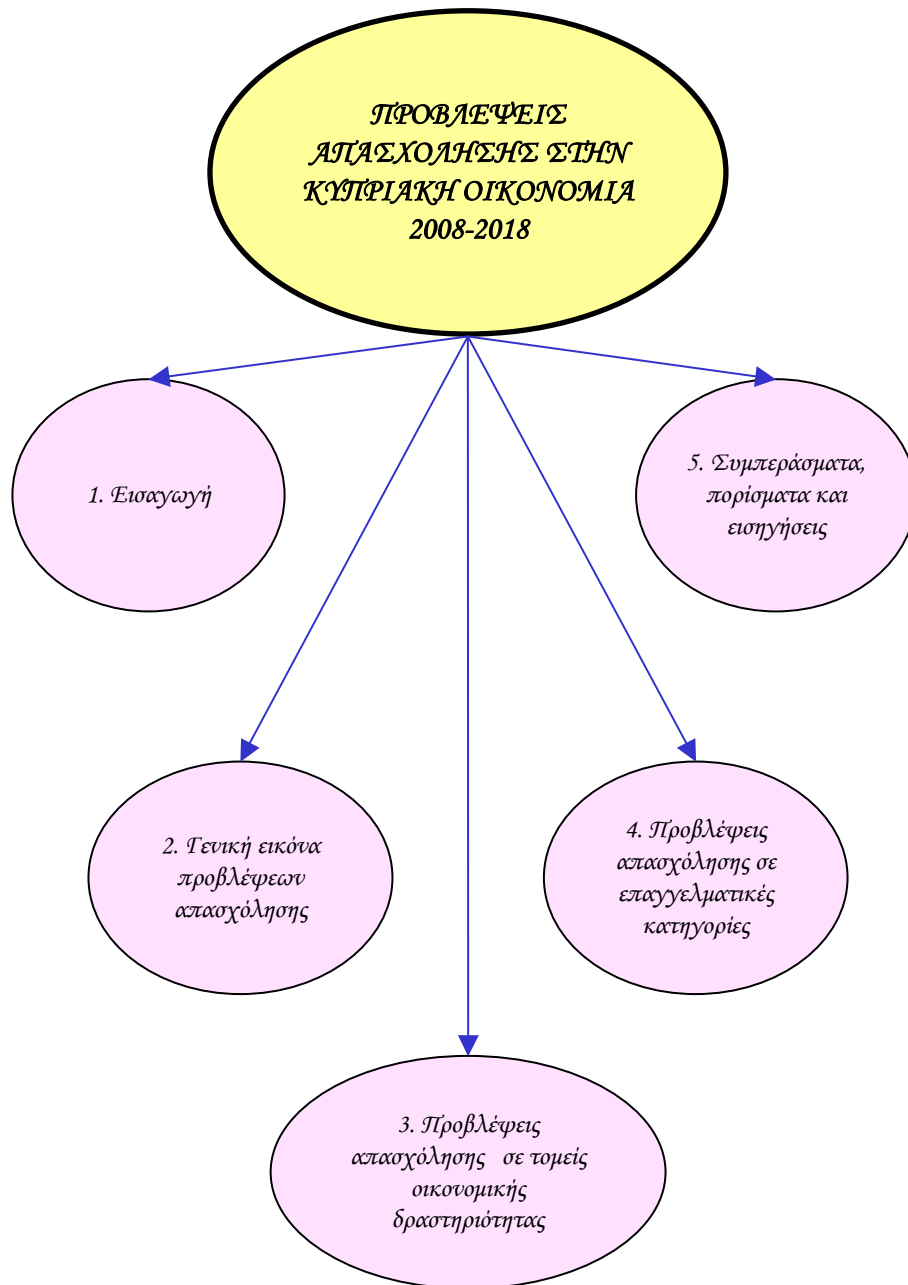 ΠΡΟΒΛΕΨΕΙΣ
ΑΠΑΣΧΟΛΗΣΗΣ ΣΤΗΝ
ΚΥΠΡΙΑΚΗ ΟΙΚΟΝΟΜΙΑ
2008-2018
1. Εισαγωγή
5. Συμπεράσματα,
πορίσματα και
εισηγήσεις
2. Γενική εικόνα
προβλέψεων
απασχόλησης
4. Προβλέψεις
απασχόλησης σε
επαγγελματικές
κατηγορίες
3. Προβλέψεις
απασχόλησης σε τομείς
οικονομικής
δραστηριότητας